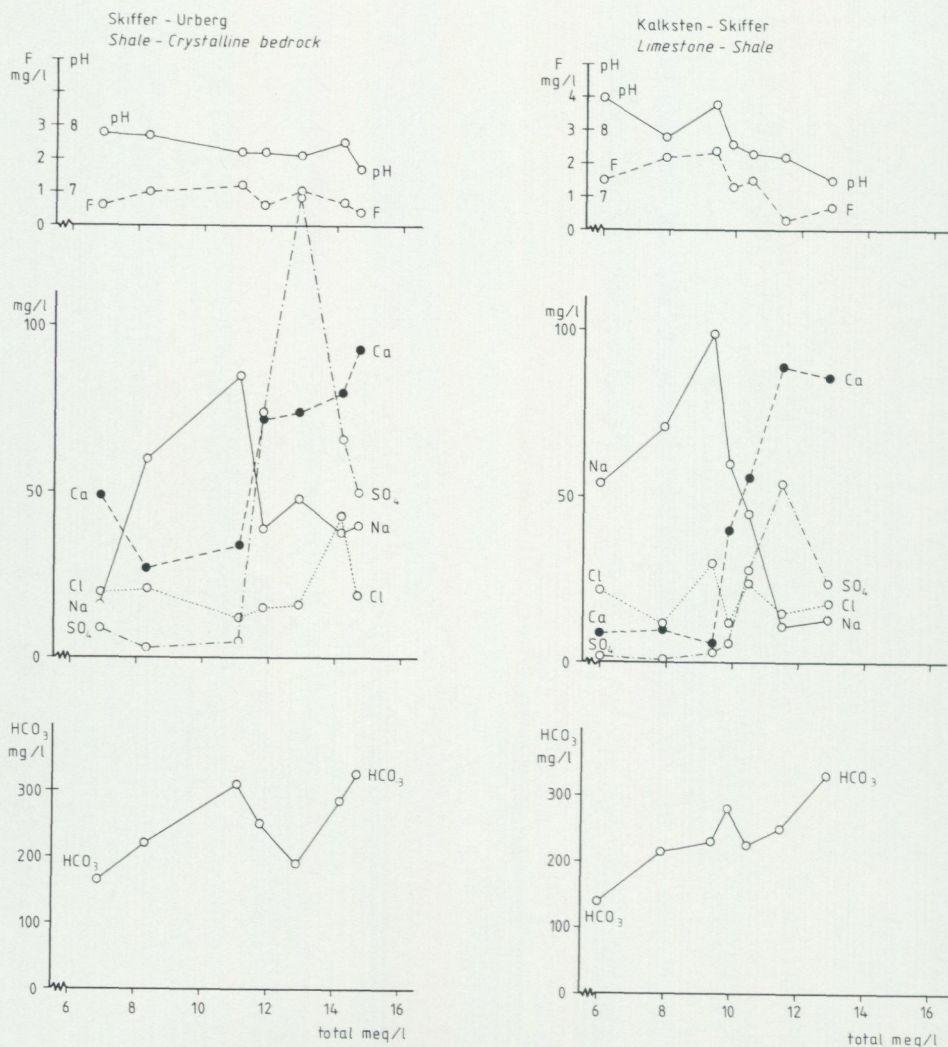 Skiffer - Urberg
Shale - Crystalline bedrock
F
mg/l
pH
3
2
1
0
8
7
pH
F
pH
F
mg/l
100
50
0
Ca
Cl
Na
SO₄
Ca
SO₄
Na
Cl
HCO₃
mg/l
300
200
100
0
HCO₃
HCO₃
6
8
10
12
14
16
total meq/l
Kalksten - Skiffer
Limestone - Shale
F
mg/l
pH
4
3
2
1
0
8
7
pH
F
pH
F
mg/l
100
50
0
Na
Cl
Ca
SO₄
Ca
SO₄
Cl
Na
HCO₃
mg/l
300
200
100
0
HCO₃
HCO₃
6
8
10
12
14
16
total meq/l